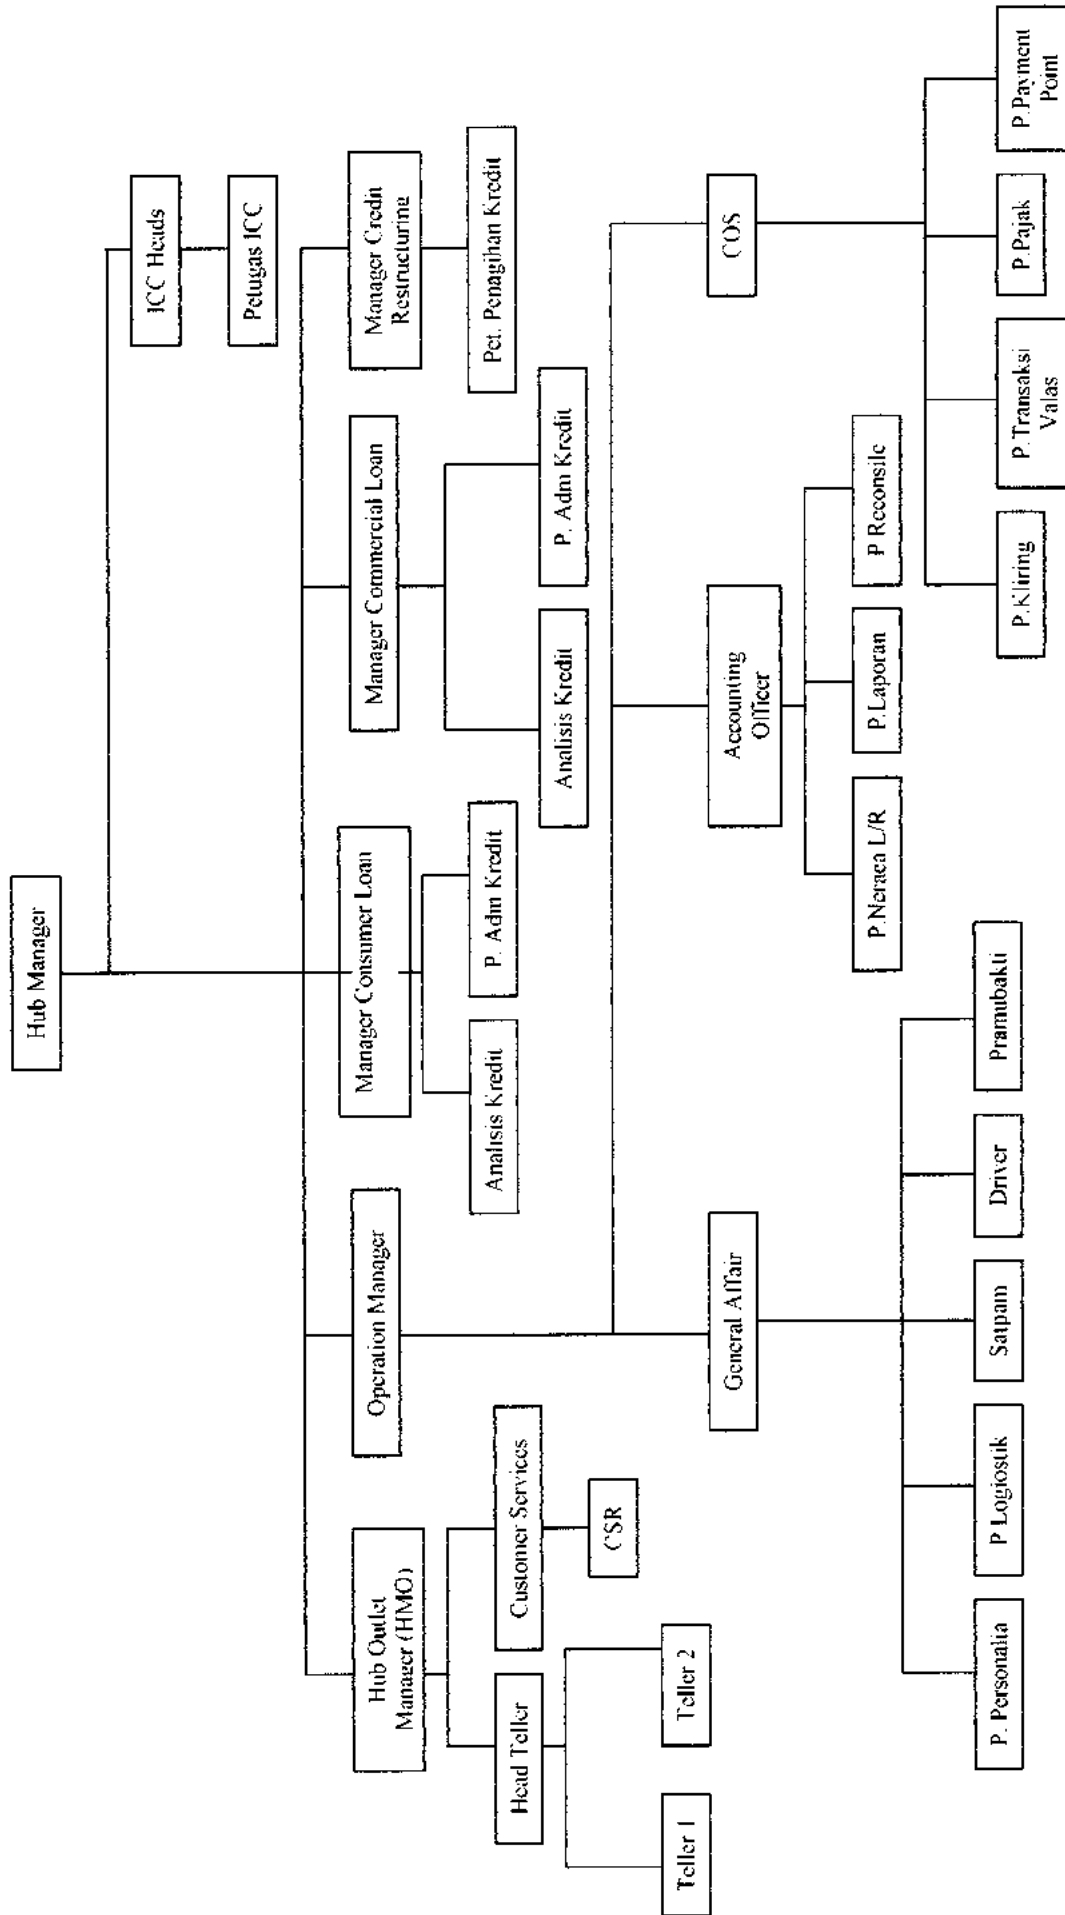 Hub Manager
ICC Heads
Petugas ICC
Hub Outlet
Manager (HMO)
Operation Manager
Manager Consumer Loan
Manager Commercial Loan
Manager Credit
Restructuring
Head Teller
Customer Services
Analisis Kredit
P. Adm Kredit
Pet. Penagihan Kredit
CSR
Analisis Kredit
P. Adm Kredit
Teller 1
Teller 2
General Affair
Accounting
Officer
COS
P.Neraca L/R
P.Laporan
P Reconsile
P. Personalia
P Logiostik
Satpam
Driver
Pramubakti
P.Kliring
P.Transaksi
Valas
P.Pajak
P.Payment
Point